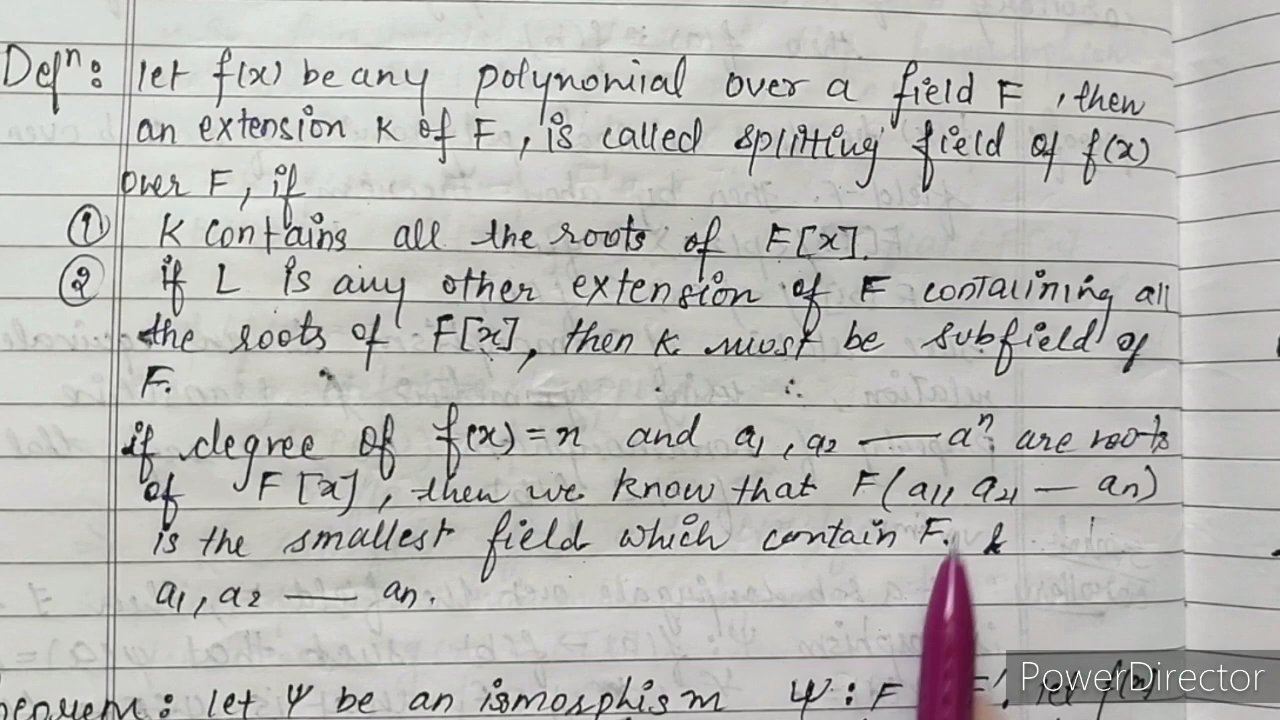 Defⁿ: let f(x) be any polynomial over a field F, then
an extension K of F, is called splitting field of f(x)
over F, if
① K contains all the roots of F[x].
② if L is any other extension of F containing all
the roots of F[x], then K must be subfield of
F.
if degree of f(x) = n and a₁, a₂ — aⁿ are roots
of F[x], then we know that F(a₁, a₂, — an)
is the smallest field which contain F. &
a₁, a₂ — an.
eorem: let ψ be an ismorphism ψ: F F' let f(x)
PowerDirector